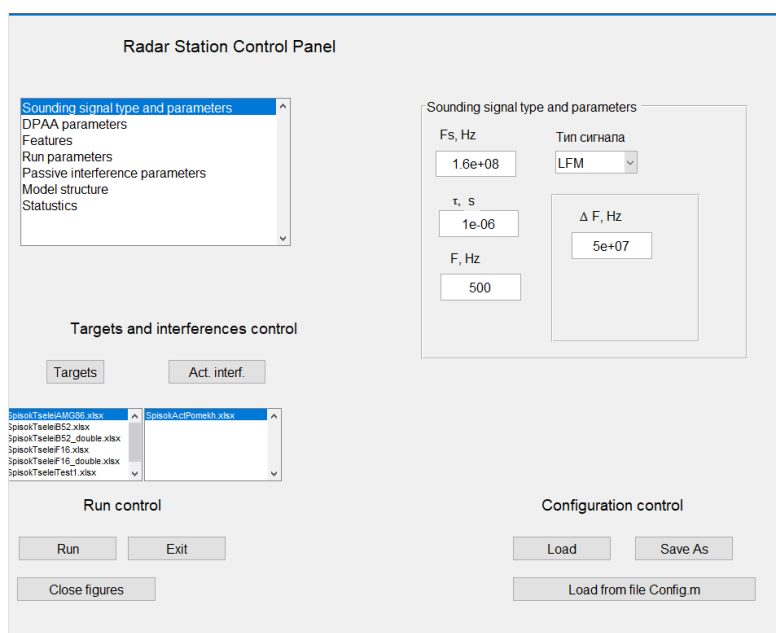 Radar Station Control Panel
Sounding signal type and parameters
DPAA parameters
Features
Run parameters
Passive interference parameters
Model structure
Statustics
Sounding signal type and parameters
Fs, Hz
Тип сигнала
1.6e+08
LFM
τ, s
1e-06
Δ F, Hz
5e+07
F, Hz
500
Targets and interferences control
Targets
Act. interf.
SpisokTseleiAMG86.xlsx
SpisokTseleiB52.xlsx
SpisokTseleiB52_double.xlsx
SpisokTseleiF16.xlsx
SpisokTseleiF16_double.xlsx
SpisokTseleiTest1.xlsx
SpisokActPomekh.xlsx
Run control
Run
Exit
Close figures
Configuration control
Load
Save As
Load from file Config.m